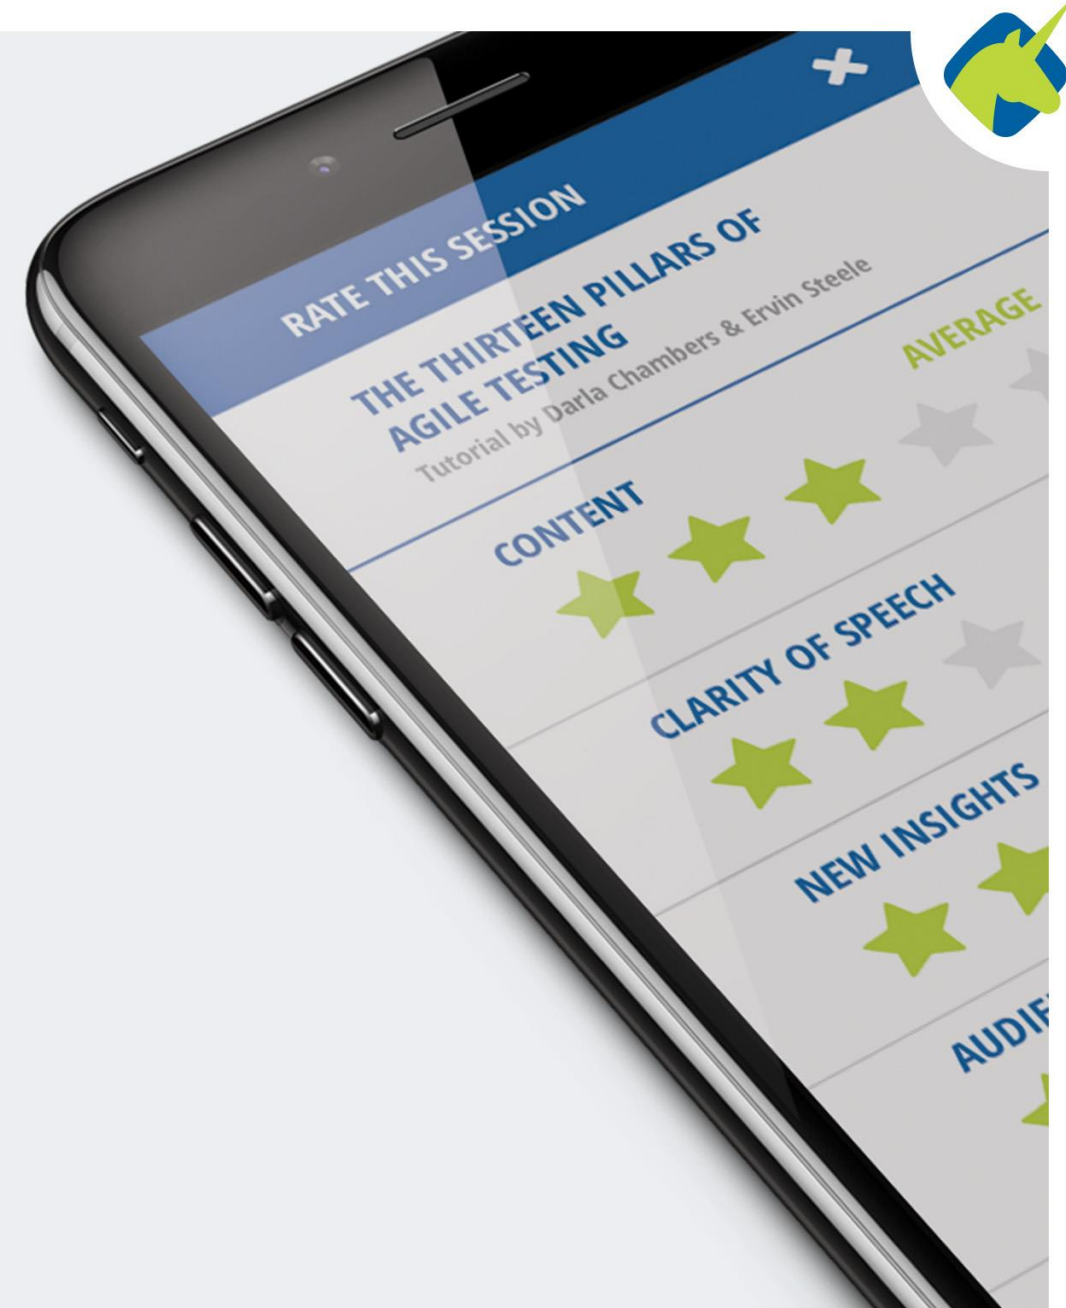 RATE THIS SESSION
THE THIRTEEN PILLARS OF
AGILE TESTING
Tutorial by Darla Chambers & Ervin Steele
CONTENT
AVERAGE
CLARITY OF SPEECH
NEW INSIGHTS